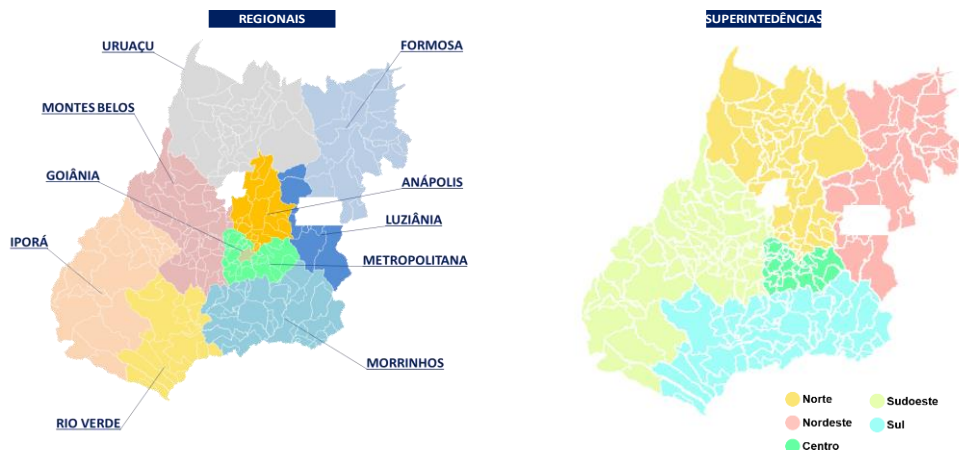 REGIONAIS
SUPERINTEDÊNCIAS
URUAÇU
FORMOSA
MONTES BELOS
GOIÂNIA
ANÁPOLIS
LUZIÂNIA
IPORÁ
METROPOLITANA
MORRINHOS
RIO VERDE
Norte
Sudoeste
Nordeste
Sul
Centro